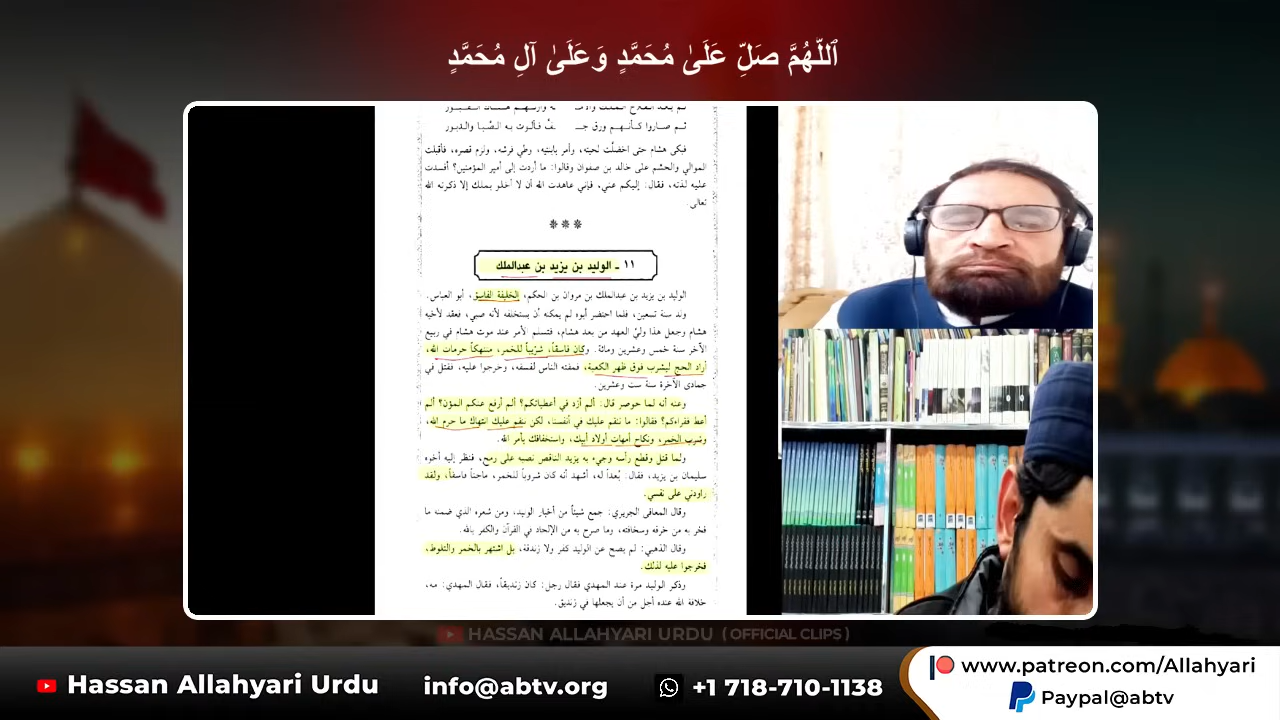 ٱللّٰهُمَّ صَلِّ عَلَىٰ مُحَمَّدٍ وَعَلَىٰ آلِ مُحَمَّدٍ
ثم صاروا كأنهم ورق جـ ـف فألوت به الصبا والدبور
فبكى هشام حتى اخضلّت لحيته، وأمر بأبنيته، وطي فرشه، ولزم قصره، فأقبلت
الموالي والحشم على خالد بن صفوان وقالوا: ما أردت إلى أمير المؤمنين؟ أفسدت
عليه لذته، فقال: إليكم عني، فإني عاهدت الله أن لا أخلو بملك إلا ذكرته الله
تعالى.
***
١١ - الوليد بن يزيد بن عبدالملك
الوليد بن يزيد بن عبدالملك بن مروان بن الحكم، الخليفة الفاسق، أبو العباس.
ولد سنة تسعين، فلما احتضر أبوه لم يمكنه أن يستخلفه لأنه صبي، فعقد لأخيه
هشام وجعل هذا وليّ العهد من بعد هشام، فتسلم الأمر عند موت هشام في ربيع
الآخر سنة خمس وعشرين ومائة. وكان فاسقاً، شرّيباً للخمر، منتهكاً حرمات الله،
أراد الحج ليشرب فوق ظهر الكعبة، فمقته الناس لفسقه، وخرجوا عليه، فقتل في
جمادى الآخرة سنة ست وعشرين.
وعنه أنه لما حوصر قال: ألم أزد في أعطياتكم؟ ألم أرفع عنكم المؤن؟ ألم
أعط فقراءكم؟ فقالوا: ما ننقم عليك في أنفسنا، لكن ننقم عليك انتهاك ما حرم الله،
وشرب الخمر، ونكاح أمهات أولاد أبيك، واستخفافك بأمر الله.
ولما قتل وقطع رأسه وجيء به يزيد الناقص نصبه على رمح، فنظر إليه أخوه
سليمان بن يزيد، فقال: بُعداً له، أشهد أنه كان شروباً للخمر، ماجناً فاسقاً، ولقد
راودني على نفسي.
وقال المعافى الجريري: جمع شيئاً من أخبار الوليد، ومن شعره الذي ضمنه ما
فخر به من خرقه وسخافته، وما صرح به من الإلحاد في القرآن والكفر بالله.
وقال الذهبي: لم يصح عن الوليد كفر ولا زندقة، بل اشتهر بالخمر والتلوط،
فخرجوا عليه لذلك.
وذكر الوليد مرة عند المهدي فقال رجل: كان زنديقاً، فقال المهدي: مه،
خلافة الله عنده أجل من أن يجعلها في زنديق.
HASSAN ALLAHYARI URDU (OFFICIAL CLIPS)
Hassan Allahyari Urdu
info@abtv.org
+1 718-710-1138
www.patreon.com/Allahyari
Paypal@abtv